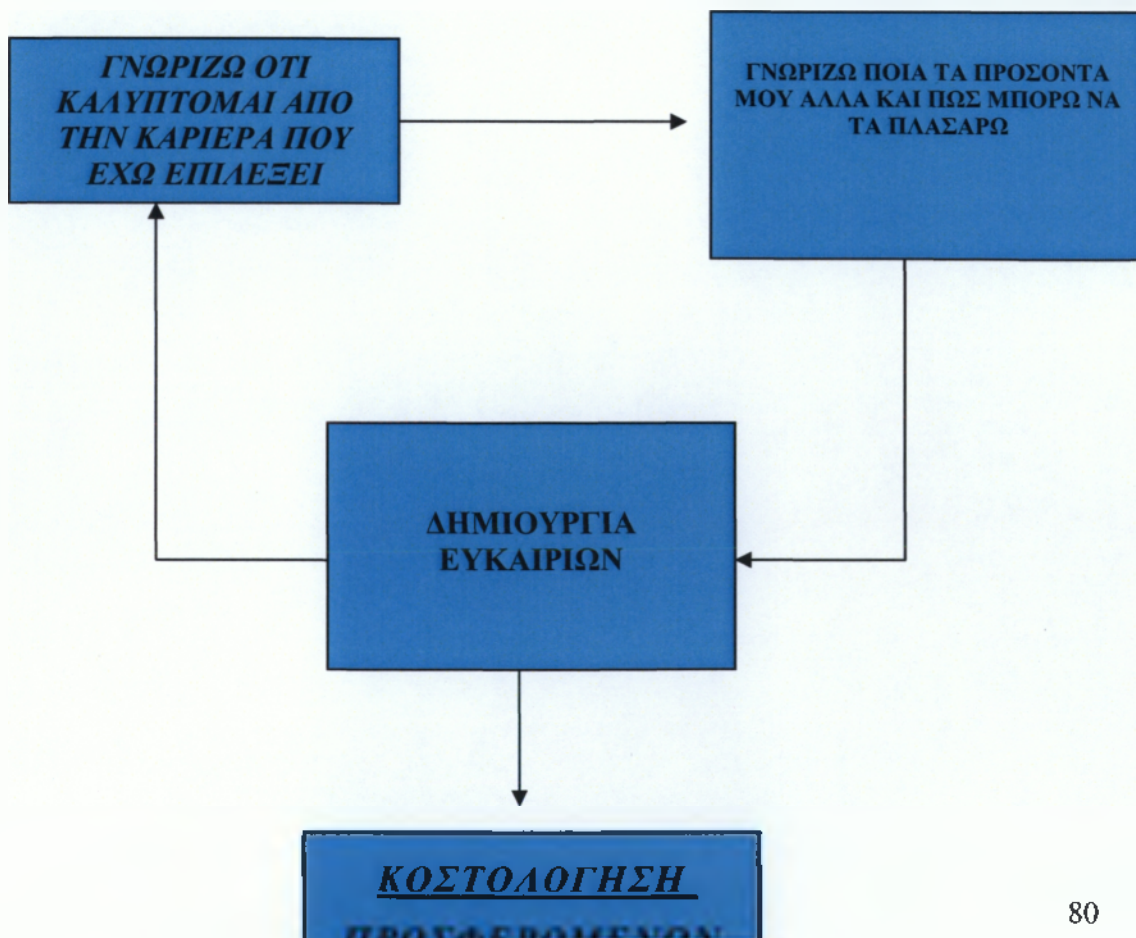 ΓΝΩΡΙΖΩ ΟΤΙ
ΚΑΛΥΠΤΟΜΑΙ ΑΠΟ
ΤΗΝ ΚΑΡΙΕΡΑ ΠΟΥ
ΕΧΩ ΕΠΙΛΕΞΕΙ
ΓΝΩΡΙΖΩ ΠΟΙΑ ΤΑ ΠΡΟΣΟΝΤΑ
ΜΟΥ ΑΛΛΑ ΚΑΙ ΠΩΣ ΜΠΟΡΩ ΝΑ
ΤΑ ΠΛΑΣΑΡΩ
ΔΗΜΙΟΥΡΓΙΑ
ΕΥΚΑΙΡΙΩΝ
ΚΟΣΤΟΛΟΓΗΣΗ
ΠΡΟΣΦΕΡΟΜΕΝΩΝ
80